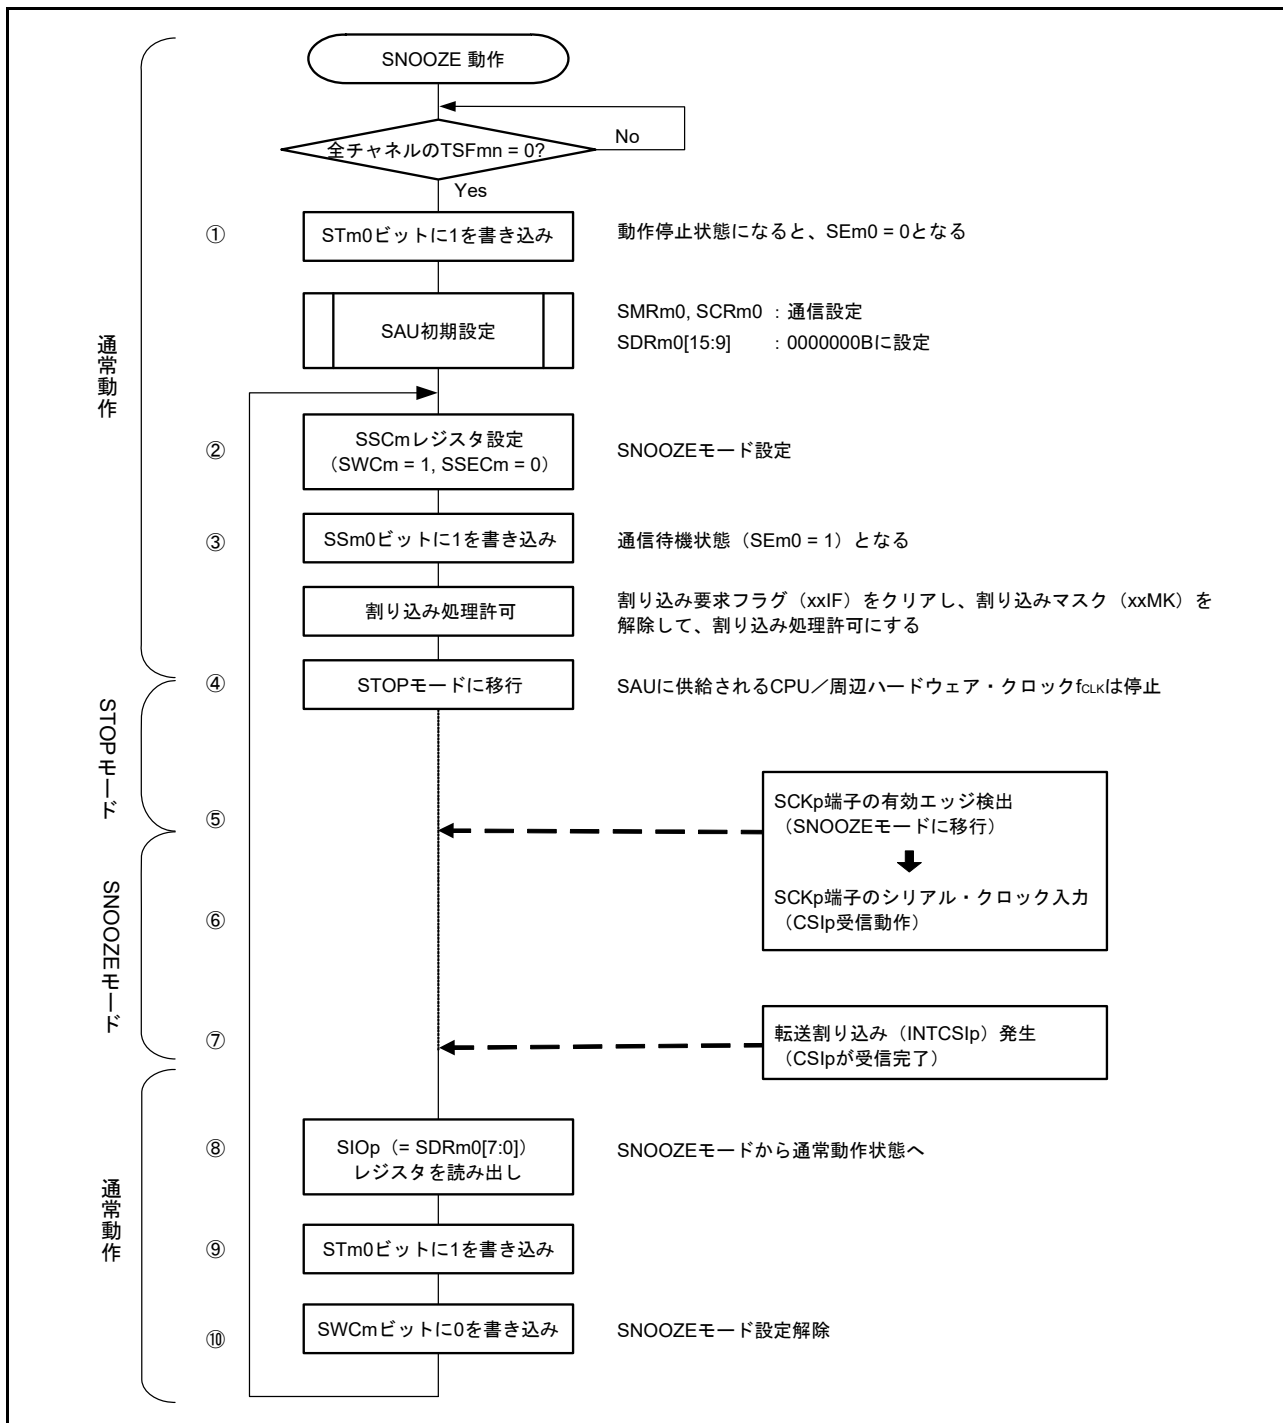 SNOOZE 動作
全チャネルのTSFmn = 0?
No
Yes
通常動作
①
STm0ビットに1を書き込み
動作停止状態になると、SEm0 = 0となる
SAU初期設定
SMRm0, SCRm0 ：通信設定
SDRm0[15:9] ：0000000Bに設定
②
SSCmレジスタ設定
（SWCm = 1, SSECm = 0）
SNOOZEモード設定
③
SSm0ビットに1を書き込み
通信待機状態（SEm0 = 1）となる
割り込み処理許可
割り込み要求フラグ（xxIF）をクリアし、割り込みマスク（xxMK）を
解除して、割り込み処理許可にする
④
STOPモードに移行
SAUに供給されるCPU／周辺ハードウェア・クロックfCLKは停止
STOPモード
⑤
SCKp端子の有効エッジ検出
（SNOOZEモードに移行）
SCKp端子のシリアル・クロック入力
（CSIp受信動作）
SNOOZEモード
⑥
⑦
転送割り込み（INTCSIp）発生
（CSIpが受信完了）
通常動作
⑧
SIOp（= SDRm0[7:0]）
レジスタを読み出し
SNOOZEモードから通常動作状態へ
⑨
STm0ビットに1を書き込み
⑩
SWCmビットに0を書き込み
SNOOZEモード設定解除